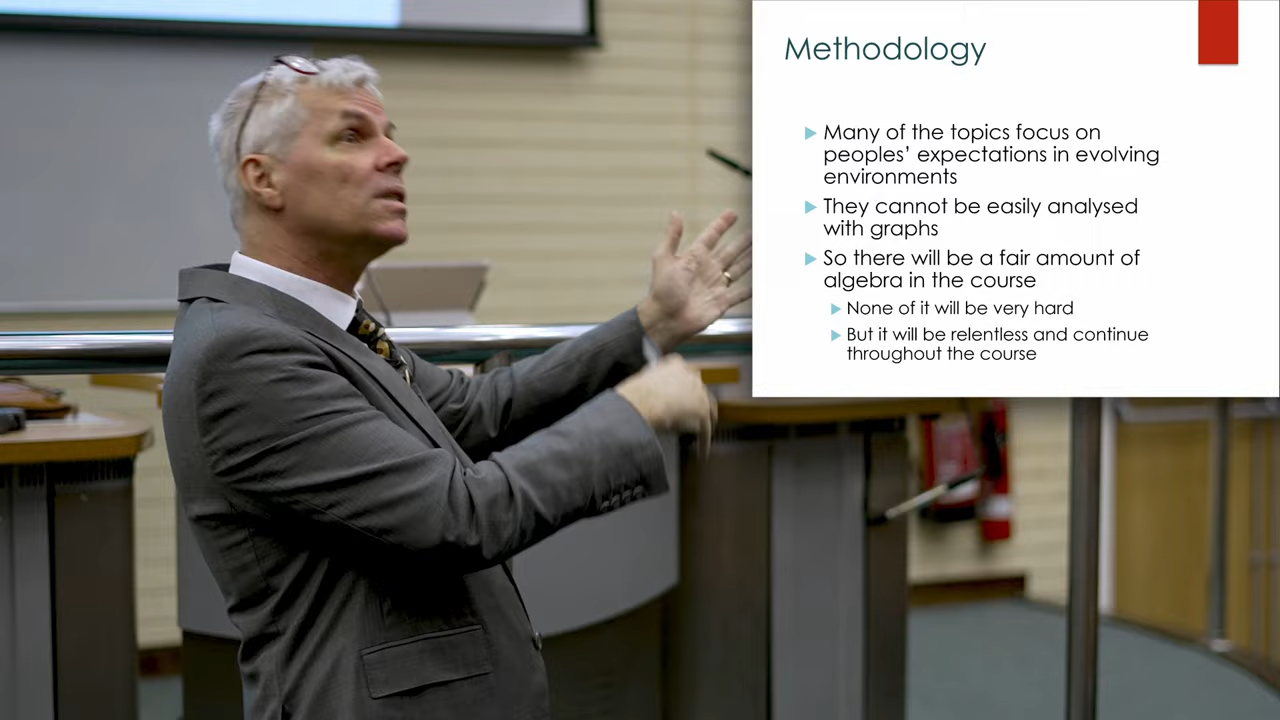 Methodology
Many of the topics focus on
peoples’ expectations in evolving
environments
They cannot be easily analysed
with graphs
So there will be a fair amount of
algebra in the course
None of it will be very hard
But it will be relentless and continue
throughout the course